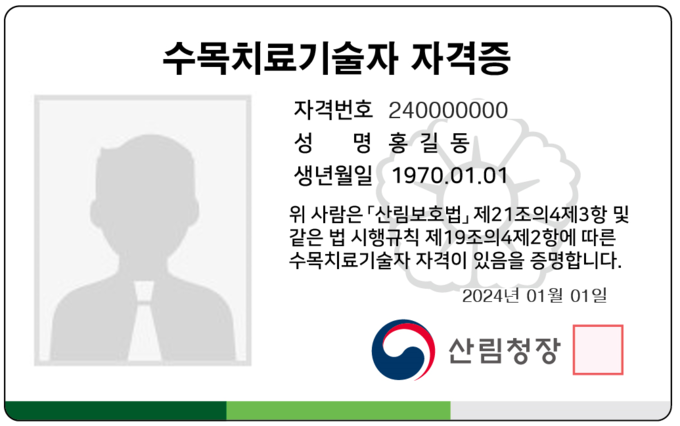 수목치료기술자 자격증
자격번호 240000000
성 명 홍 길 동
생년월일 1970.01.01
위 사람은 「산림보호법」 제21조의4제3항 및
같은 법 시행규칙 제19조의4제2항에 따른
수목치료기술자 자격이 있음을 증명합니다.
2024년 01월 01일
산림청장